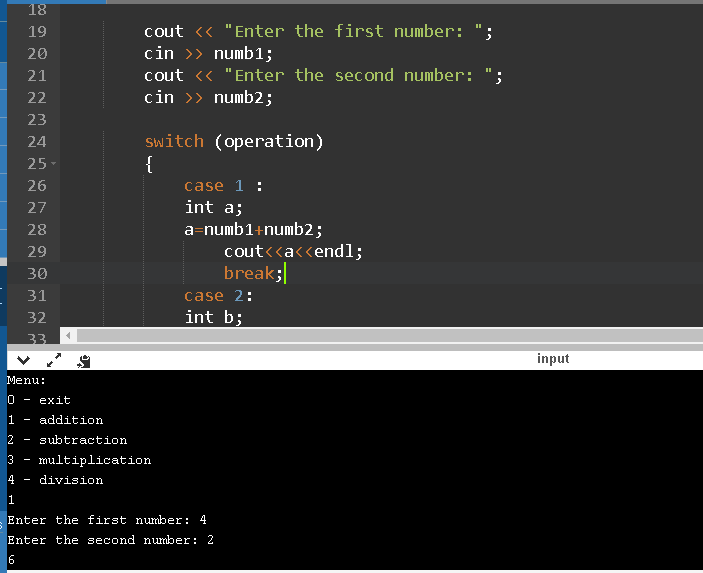 18
19 cout << "Enter the first number: ";
20 cin >> numb1;
21 cout << "Enter the second number: ";
22 cin >> numb2;
23
24 switch (operation)
25 {
26 case 1 :
27 int a;
28 a=numb1+numb2;
29 cout<<a<<endl;
30 break;
31 case 2:
32 int b;
33
input
Menu:
0 - exit
1 - addition
2 - subtraction
3 - multiplication
4 - division
1
Enter the first number: 4
Enter the second number: 2
6